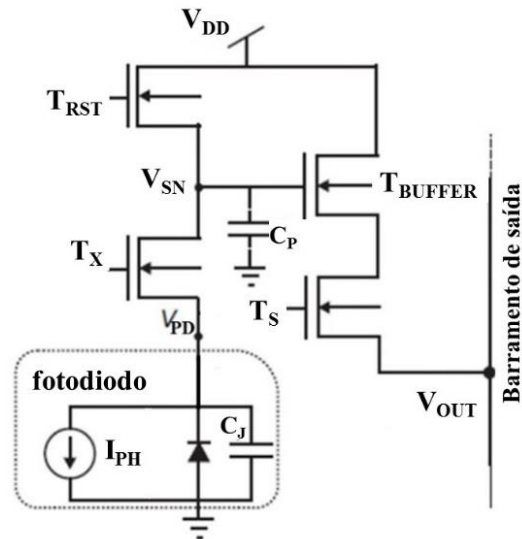 V_DD
T_RST
V_SN
T_BUFFER
C_P
T_X
T_S
V_PD
fotodiodo
C_J
I_PH
V_OUT
Barramento de saída